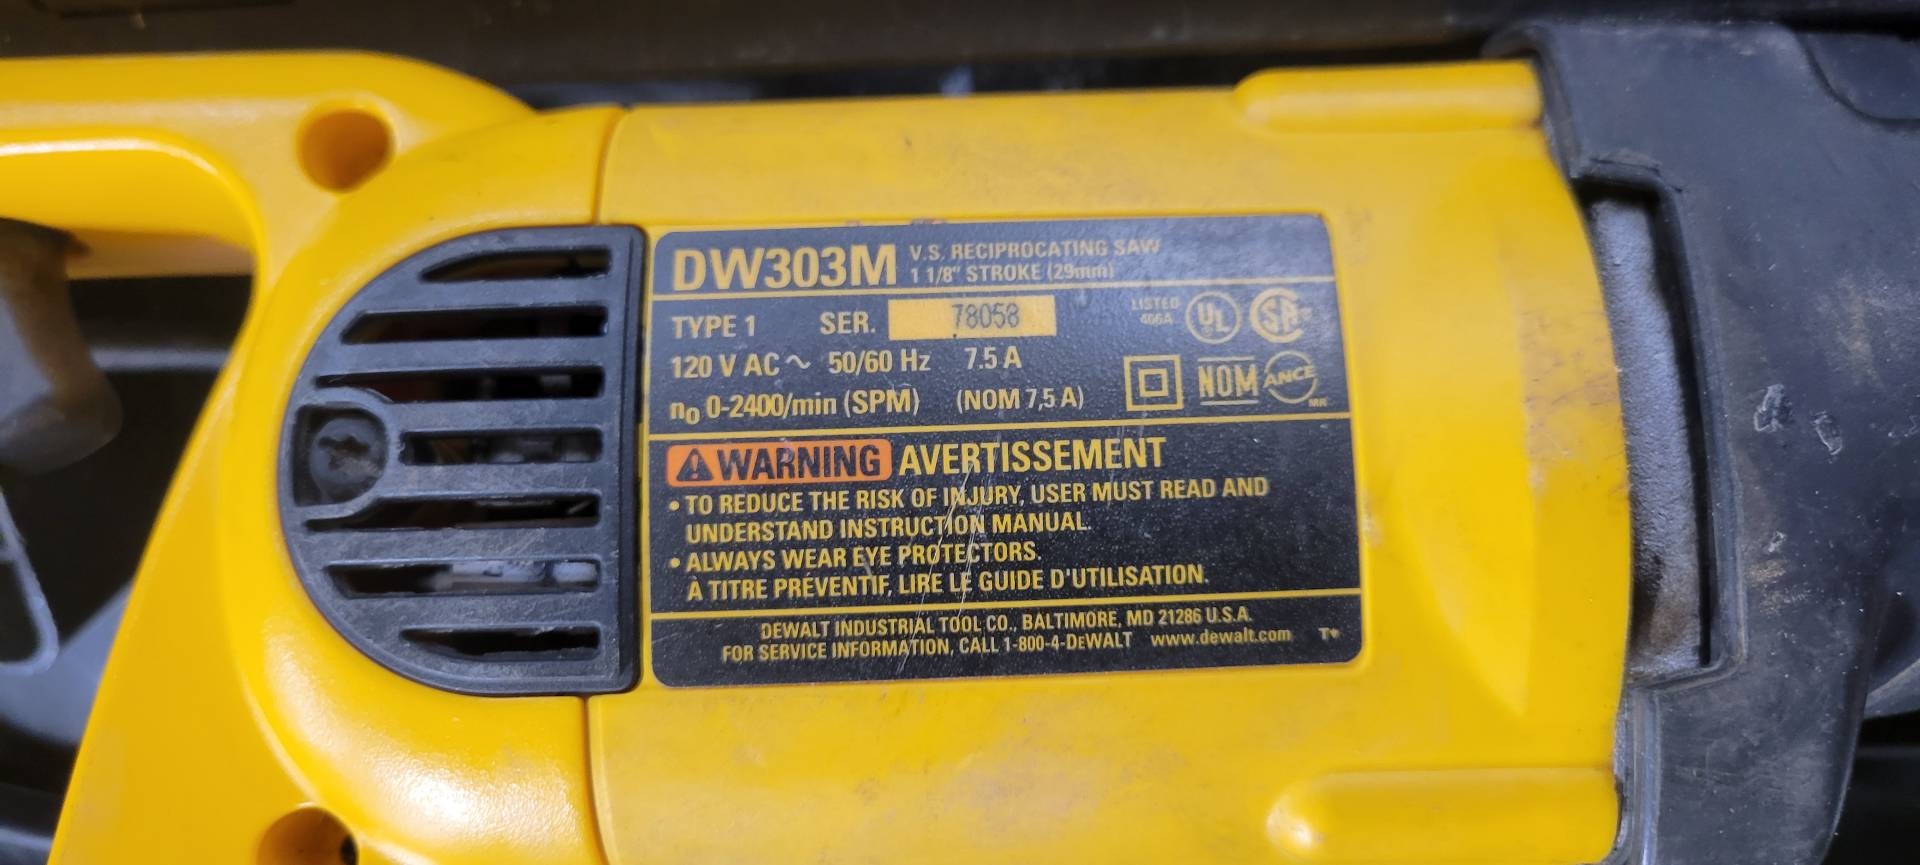 DW303M V.S. RECIPROCATING SAW
1 1/8" STROKE (29mm)
TYPE 1 SER. 78058
LISTED
466A
UL
SA
120 V AC ~ 50/60 Hz 7.5 A
n₀ 0-2400/min (SPM) (NOM 7,5 A)
NOM
ANCE
MR
WARNING AVERTISSEMENT
• TO REDUCE THE RISK OF INJURY, USER MUST READ AND
UNDERSTAND INSTRUCTION MANUAL.
• ALWAYS WEAR EYE PROTECTORS.
À TITRE PRÉVENTIF, LIRE LE GUIDE D'UTILISATION.
DEWALT INDUSTRIAL TOOL CO., BALTIMORE, MD 21286 U.S.A.
FOR SERVICE INFORMATION, CALL 1-800-4-DEWALT www.dewalt.com